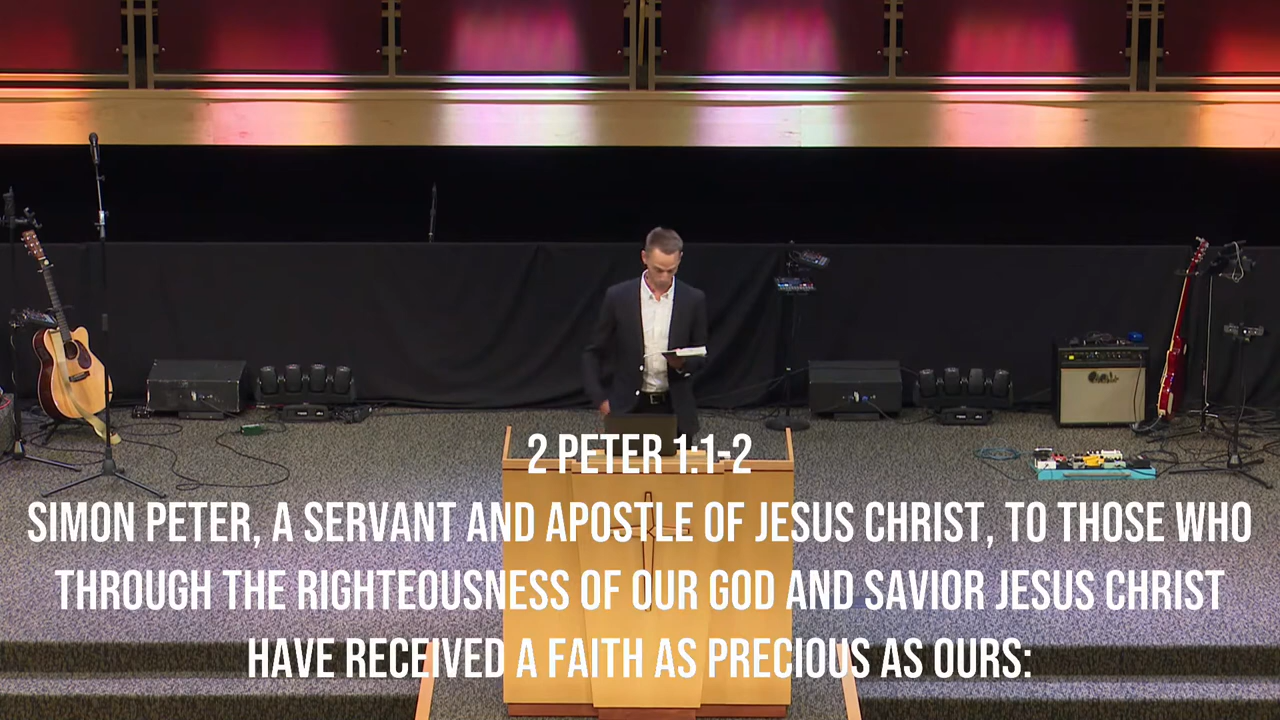 2 PETER 1:1-2
SIMON PETER, A SERVANT AND APOSTLE OF JESUS CHRIST, TO THOSE WHO
THROUGH THE RIGHTEOUSNESS OF OUR GOD AND SAVIOR JESUS CHRIST
HAVE RECEIVED A FAITH AS PRECIOUS AS OURS: